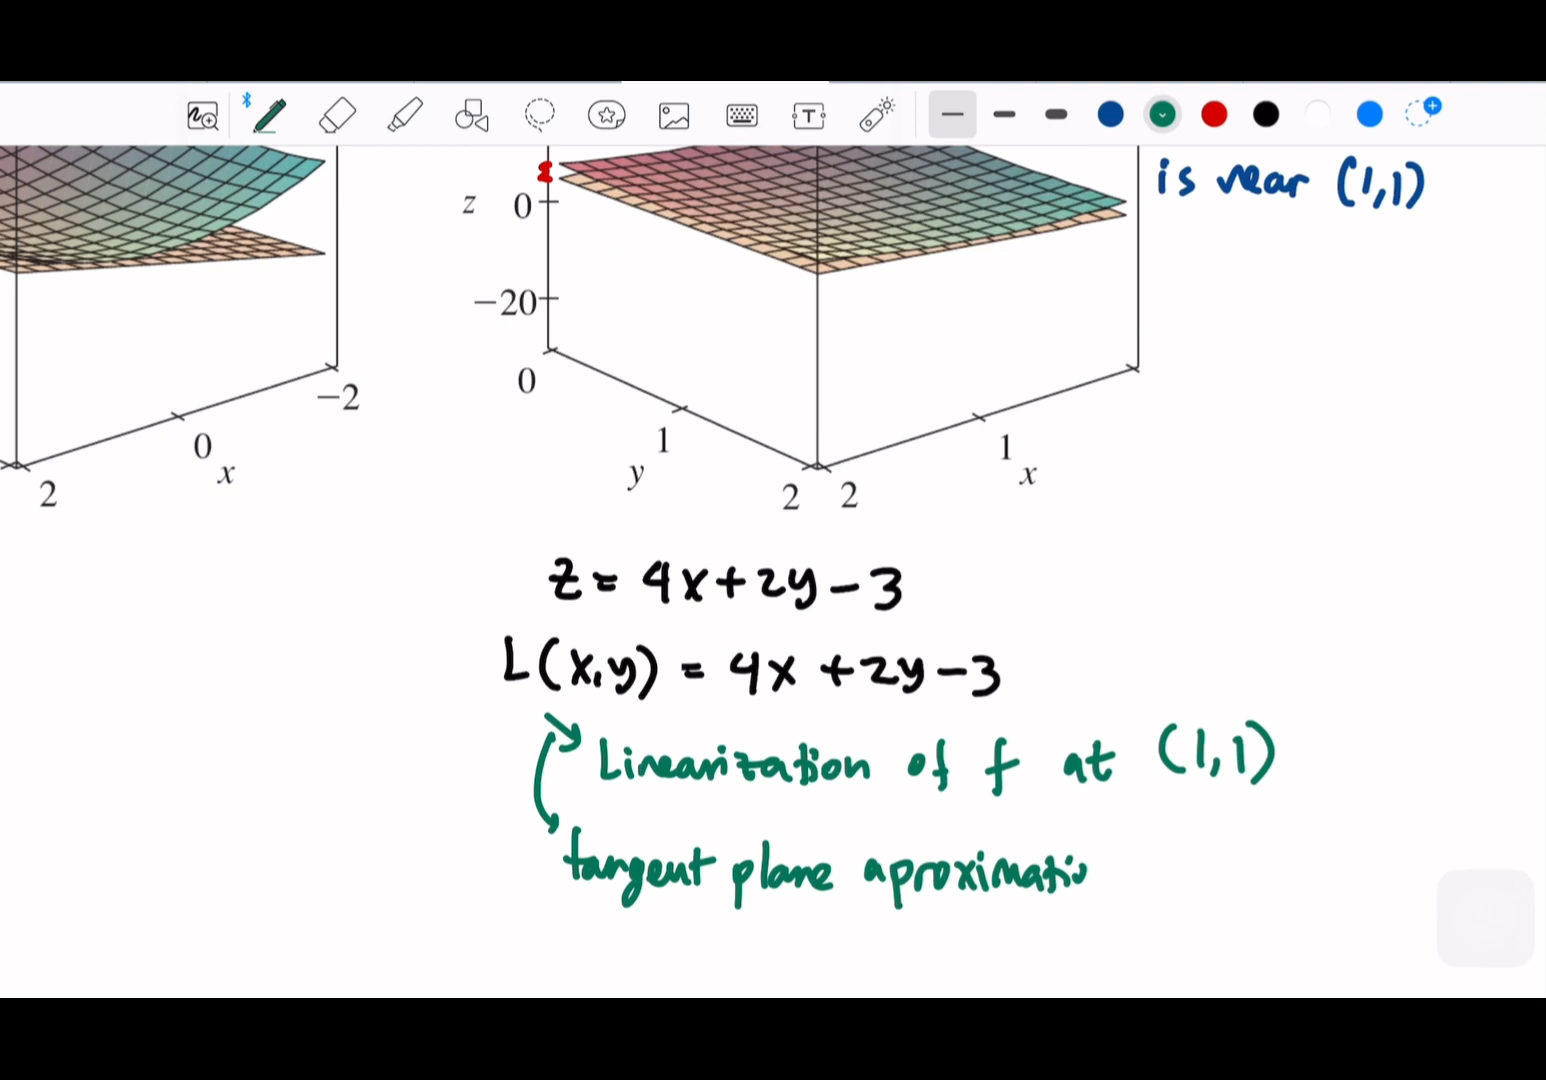 is near (1,1)
z 0
−20
0
−2
0
1
1
x
y
x
2
2 2
z = 4x+2y−3
L(x,y) = 4x +2y−3
Linearization of f at (1,1)
tangent plane aproximatio